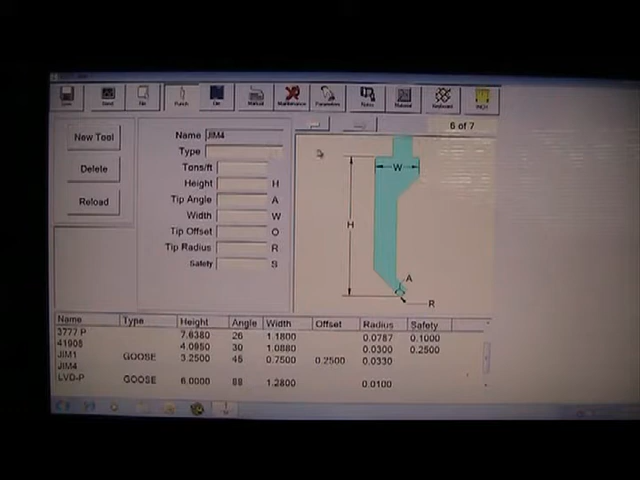 Save Send File Punch Die Manual Maintenance Parameters Notes Material Keyboard INCH
New Tool
Delete
Reload
Name JIM4
Type
Tons/ft
Height H
Tip Angle A
Width W
Tip Offset O
Tip Radius R
Safety S
6 of 7
W
H
A
R
Name Type Height Angle Width Offset Radius Safety
3777 P 7.6380 26 1.1800 0.0787 0.1000
41905 4.0950 30 1.0880 0.0300 0.2500
JIM1 GOOSE 3.2500 45 0.7500 0.2500 0.0330
JIM4
LVD-P GOOSE 6.0000 88 1.2800 0.0100